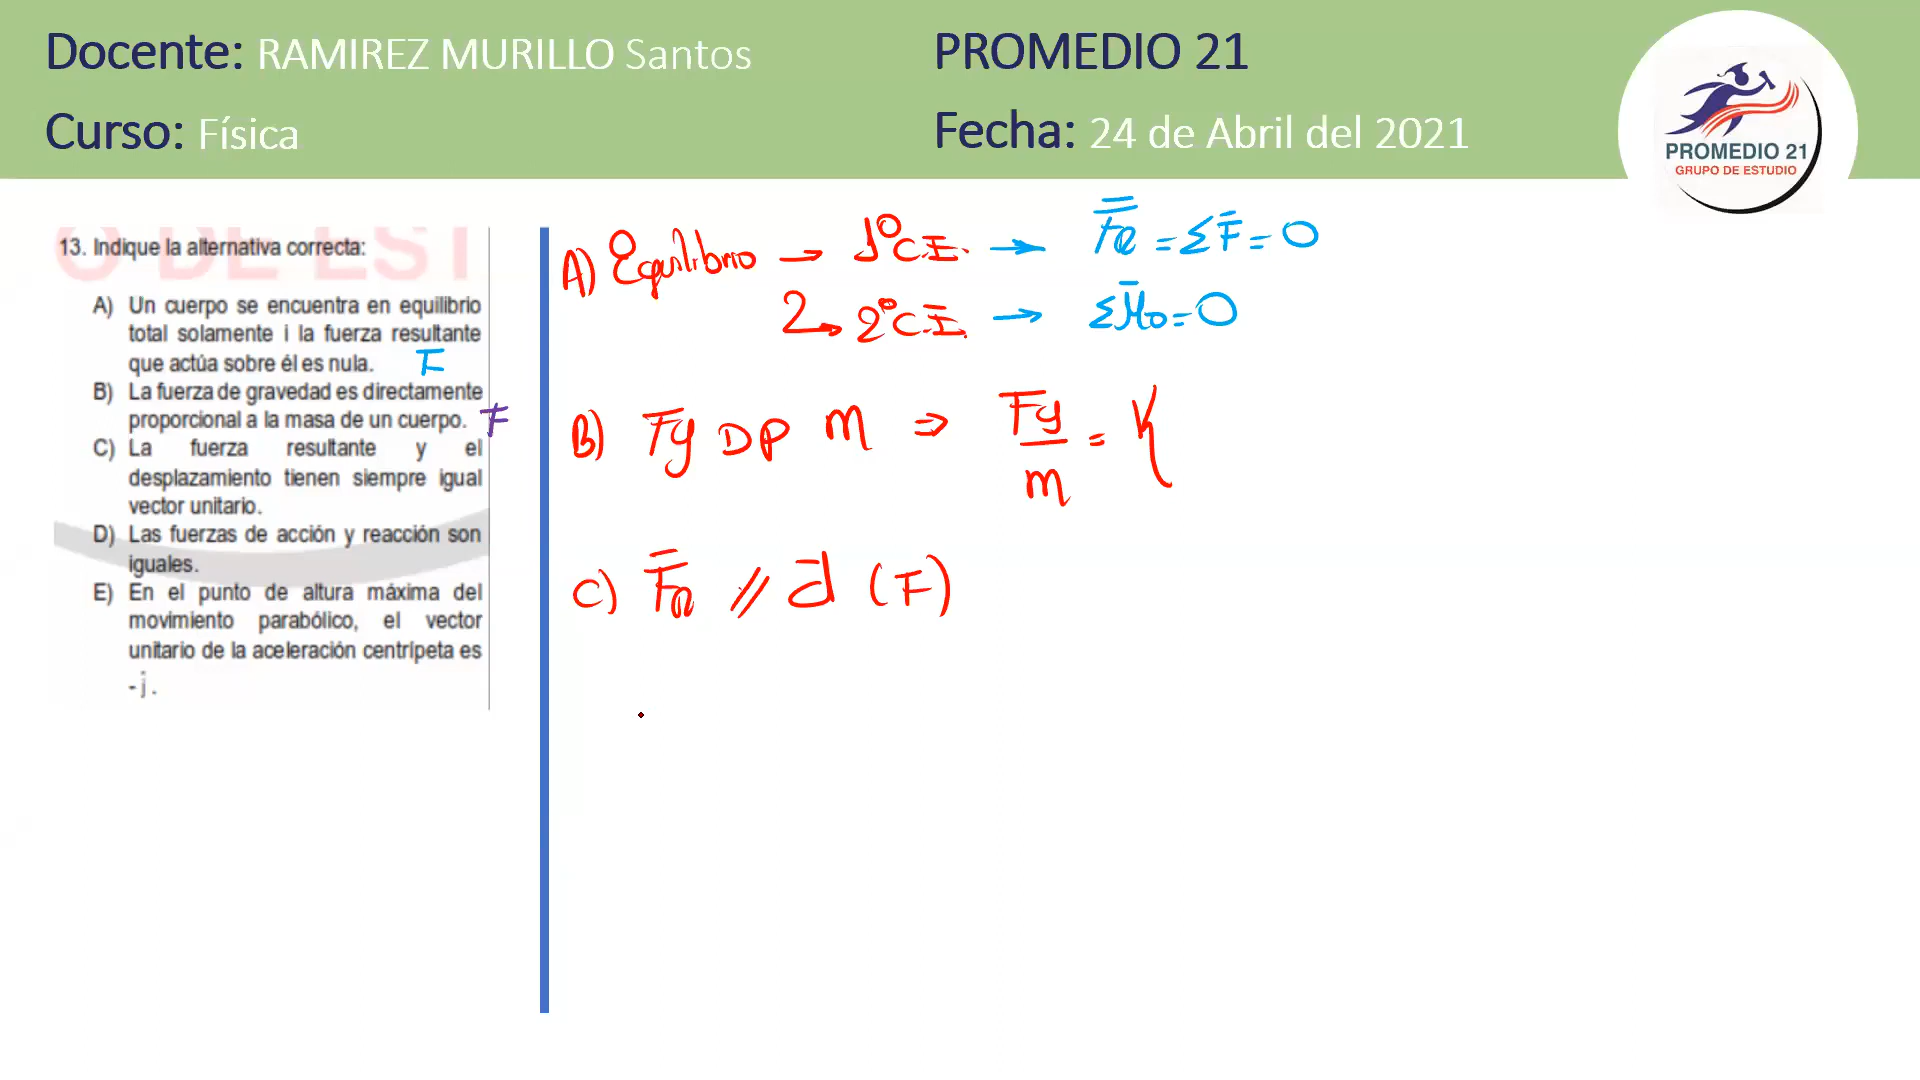 Docente: RAMIREZ MURILLO Santos
PROMEDIO 21
Curso: Física
Fecha: 24 de Abril del 2021
PROMEDIO 21
GRUPO DE ESTUDIO
13. Indique la alternativa correcta:
A) Un cuerpo se encuentra en equilibrio
total solamente i la fuerza resultante
que actúa sobre él es nula. F
B) La fuerza de gravedad es directamente
proporcional a la masa de un cuerpo. F
C) La fuerza resultante y el
desplazamiento tienen siempre igual
vector unitario.
D) Las fuerzas de acción y reacción son
iguales.
E) En el punto de altura máxima del
movimiento parabólico, el vector
unitario de la aceleración centrípeta es
- j .
A) Equilibrio → 1° C.E. → F̄R = ΣF̄ = 0
2° C.E. → ΣM̄o = 0
B) Fg DP m ⇒ Fg/m = K
C) F̄R // d̄ (F)